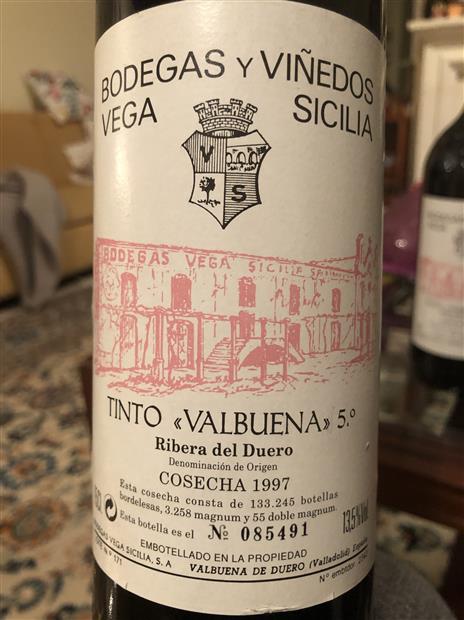 BODEGAS Y VIÑEDOS
VEGA SICILIA
V
S
BODEGAS VEGA SICILIA
TINTO «VALBUENA» 5.º
Ribera del Duero
Denominación de Origen
COSECHA 1997
Esta cosecha consta de 133.245 botellas
bordelesas, 3.258 magnum y 55 doble magnum.
Esta botella es el Nº 085491
13,5% Vol.
EMBOTELLADO EN LA PROPIEDAD
VEGA SICILIA, S.A VALBUENA DE DUERO (Valladolid)